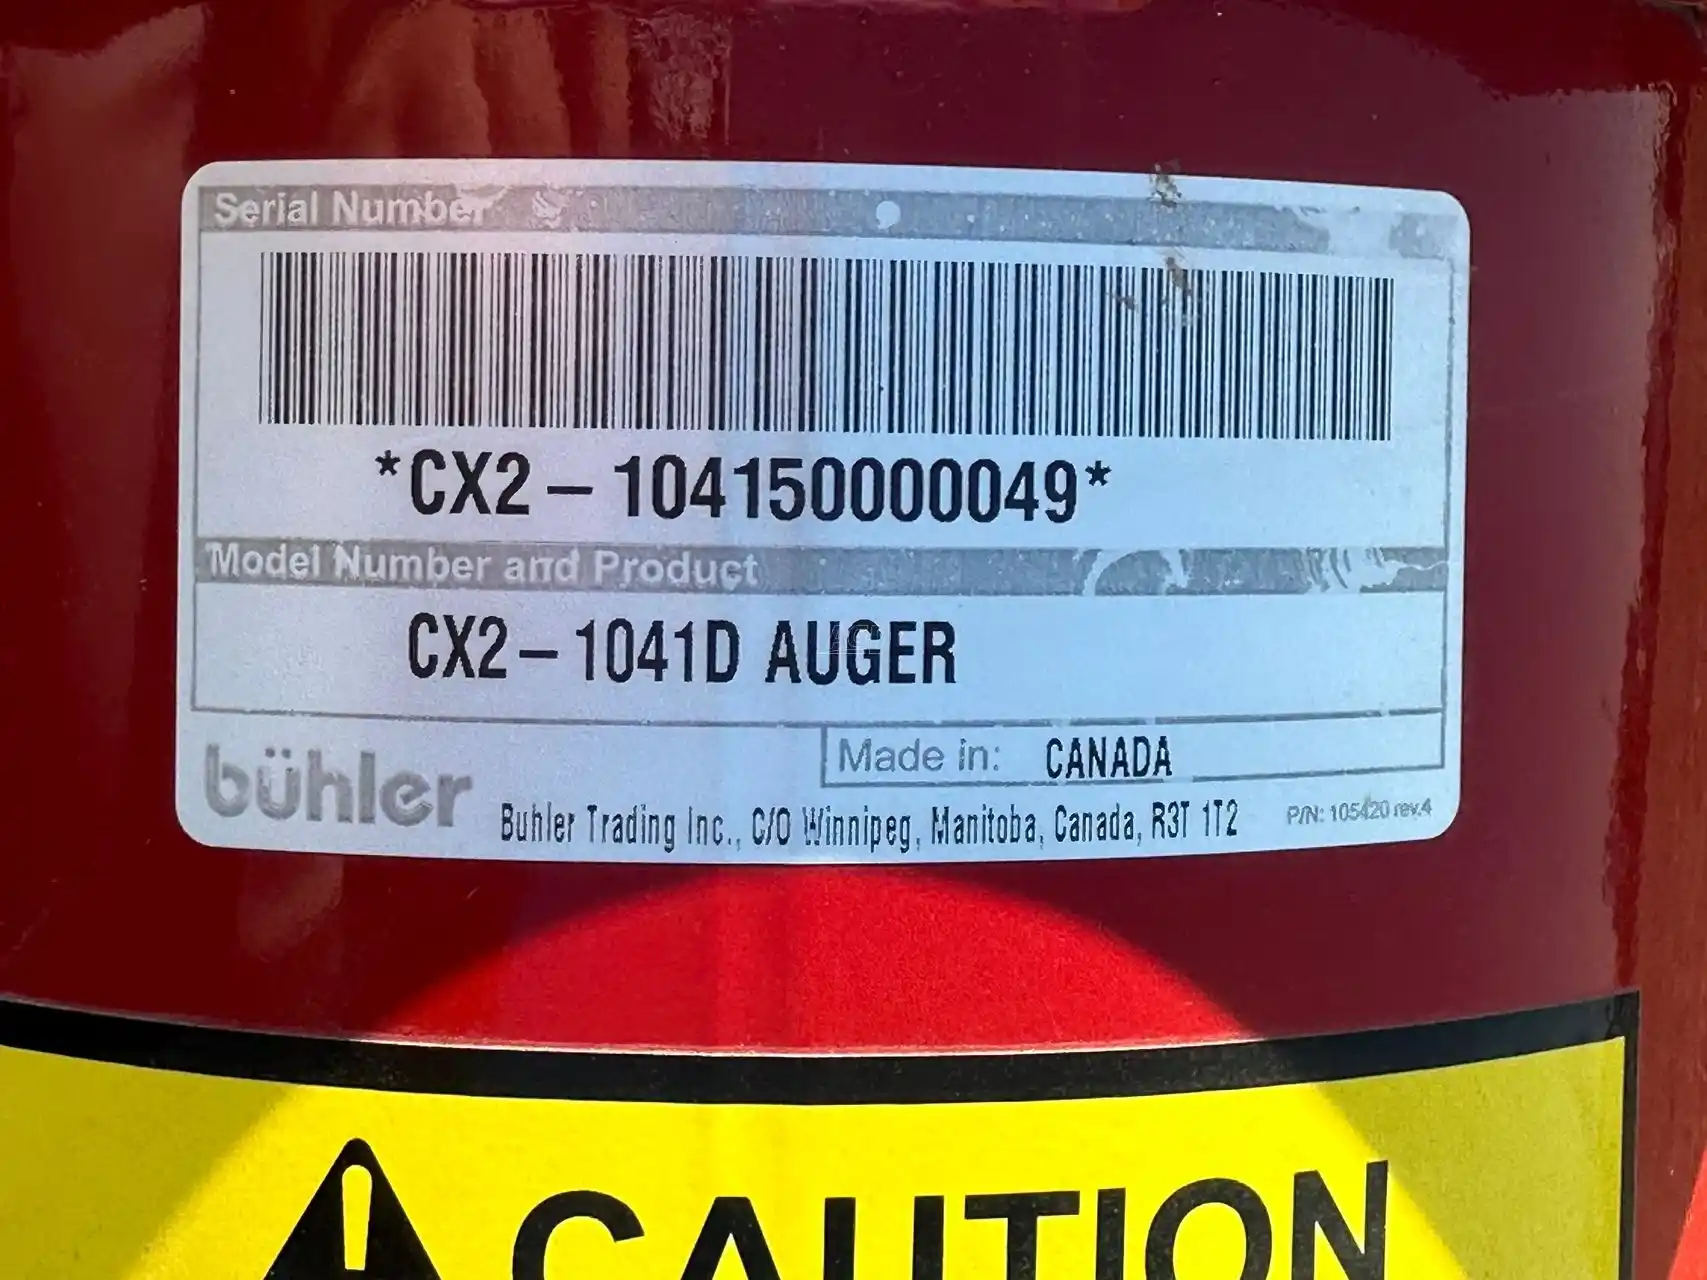 Serial Number
*CX2-104150000049*
Model Number and Product
CX2-1041D AUGER
Made in: CANADA
bühler
Buhler Trading Inc., C/O Winnipeg, Manitoba, Canada, R3T 1T2
P/N: 105420 rev.4
CAUTION